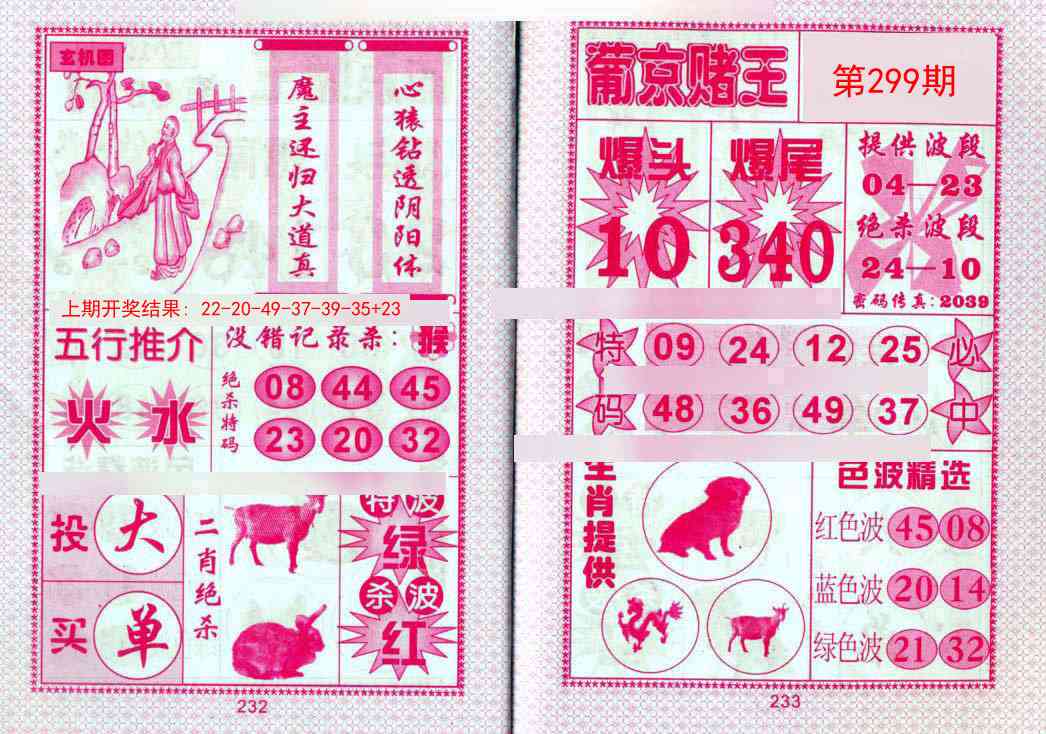 玄机图
心猿钻透阴阳体
魔主还归大道真
上期开奖结果：22-20-49-37-39-35+23
五行推介
火 水
没错记录杀：猴
绝杀特码
08 44 45
23 20 32
投 大
买 单
二肖绝杀
特波
绿
杀波
红
232
葡京赌王
第299期
爆头
10
爆尾
340
提供波段
04—23
绝杀波段
24—10
密码传真：2039
特 09 24 12 25 必
码 48 36 49 37 中
生肖提供
色波精选
红色波 45 08
蓝色波 20 14
绿色波 21 32
233